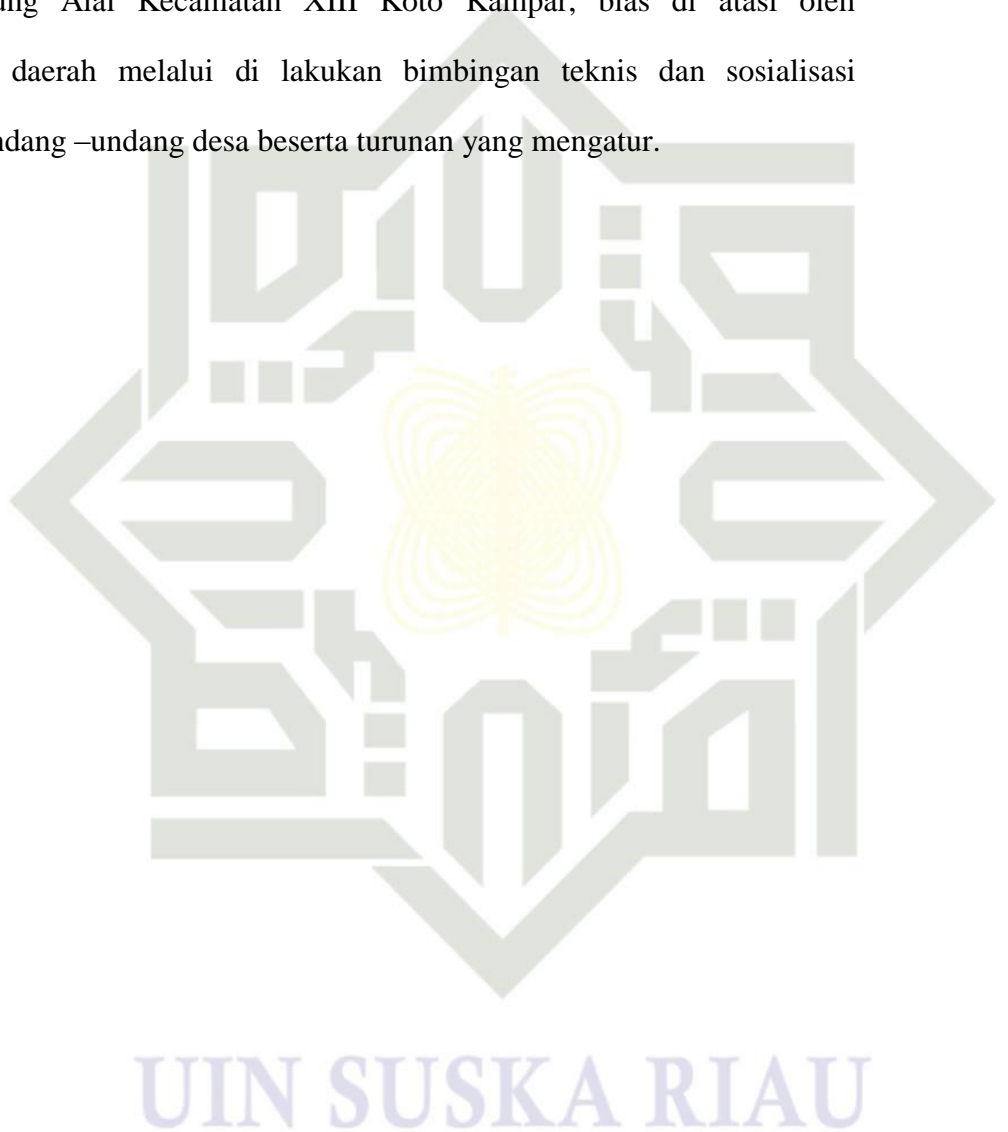 Alai Kecamatan XIII Koto Kampar, bias di atasi oleh
daerah melalui di lakukan bimbingan teknis dan sosialisasi
ndang –undang desa beserta turunan yang mengatur.
UIN SUSKA RIAU